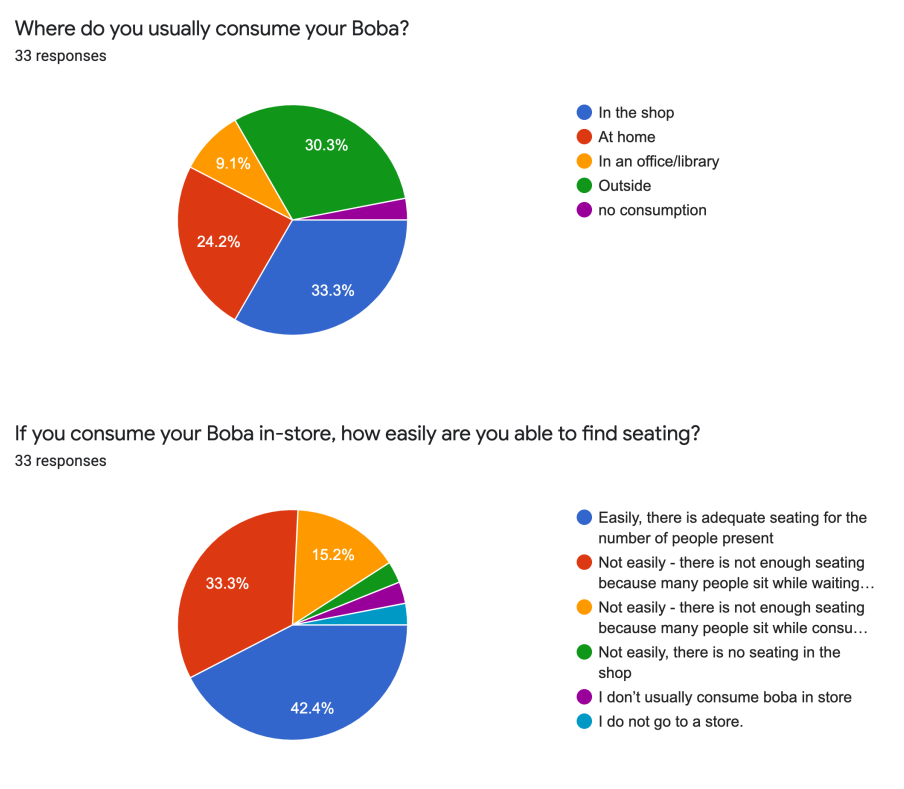 Where do you usually consume your Boba?
33 responses
30.3%
9.1%
24.2%
33.3%
In the shop
At home
In an office/library
Outside
no consumption
If you consume your Boba in-store, how easily are you able to find seating?
33 responses
15.2%
33.3%
42.4%
Easily, there is adequate seating for the
number of people present
Not easily - there is not enough seating
because many people sit while waiting…
Not easily - there is not enough seating
because many people sit while consu…
Not easily, there is no seating in the
shop
I don’t usually consume boba in store
I do not go to a store.